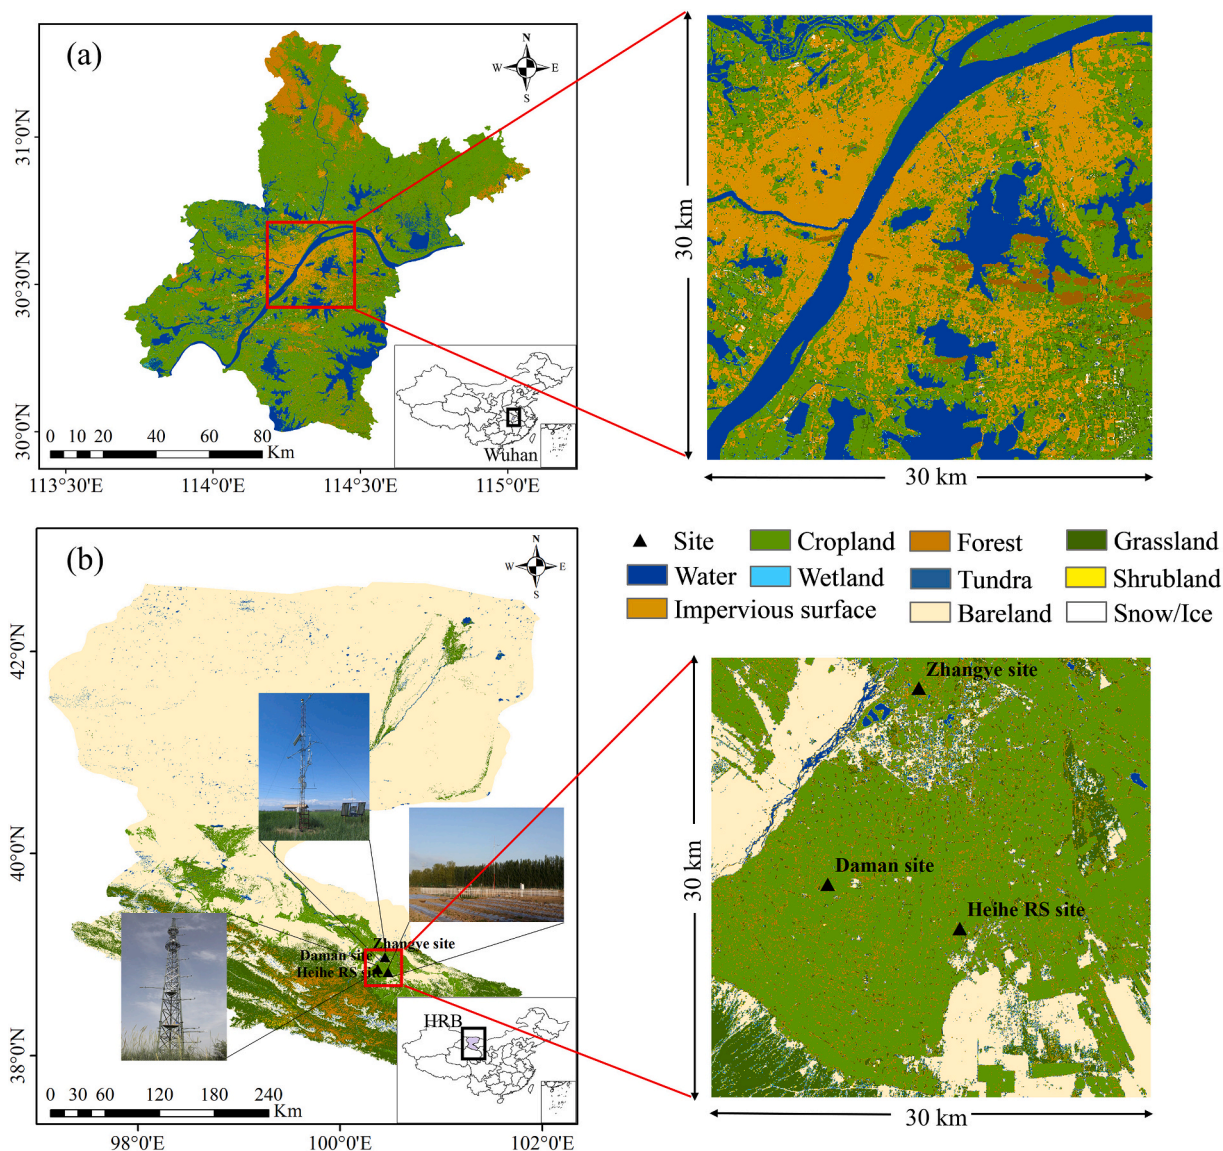 (a)
N
W E
S
31°0'N
30°30'N
30°0'N
0 10 20 40 60 80
Km
Wuhan
113°30'E 114°0'E 114°30'E 115°0'E
30 km
30 km
(b)
N
W E
S
42°0'N
40°0'N
38°0'N
Zhangye site
Daman site
Heihe RS site
HRB
0 30 60 120 180 240
Km
98°0'E 100°0'E 102°0'E
Site Cropland Forest Grassland
Water Wetland Tundra Shrubland
Impervious surface Bareland Snow/Ice
Zhangye site
Daman site
Heihe RS site
30 km
30 km